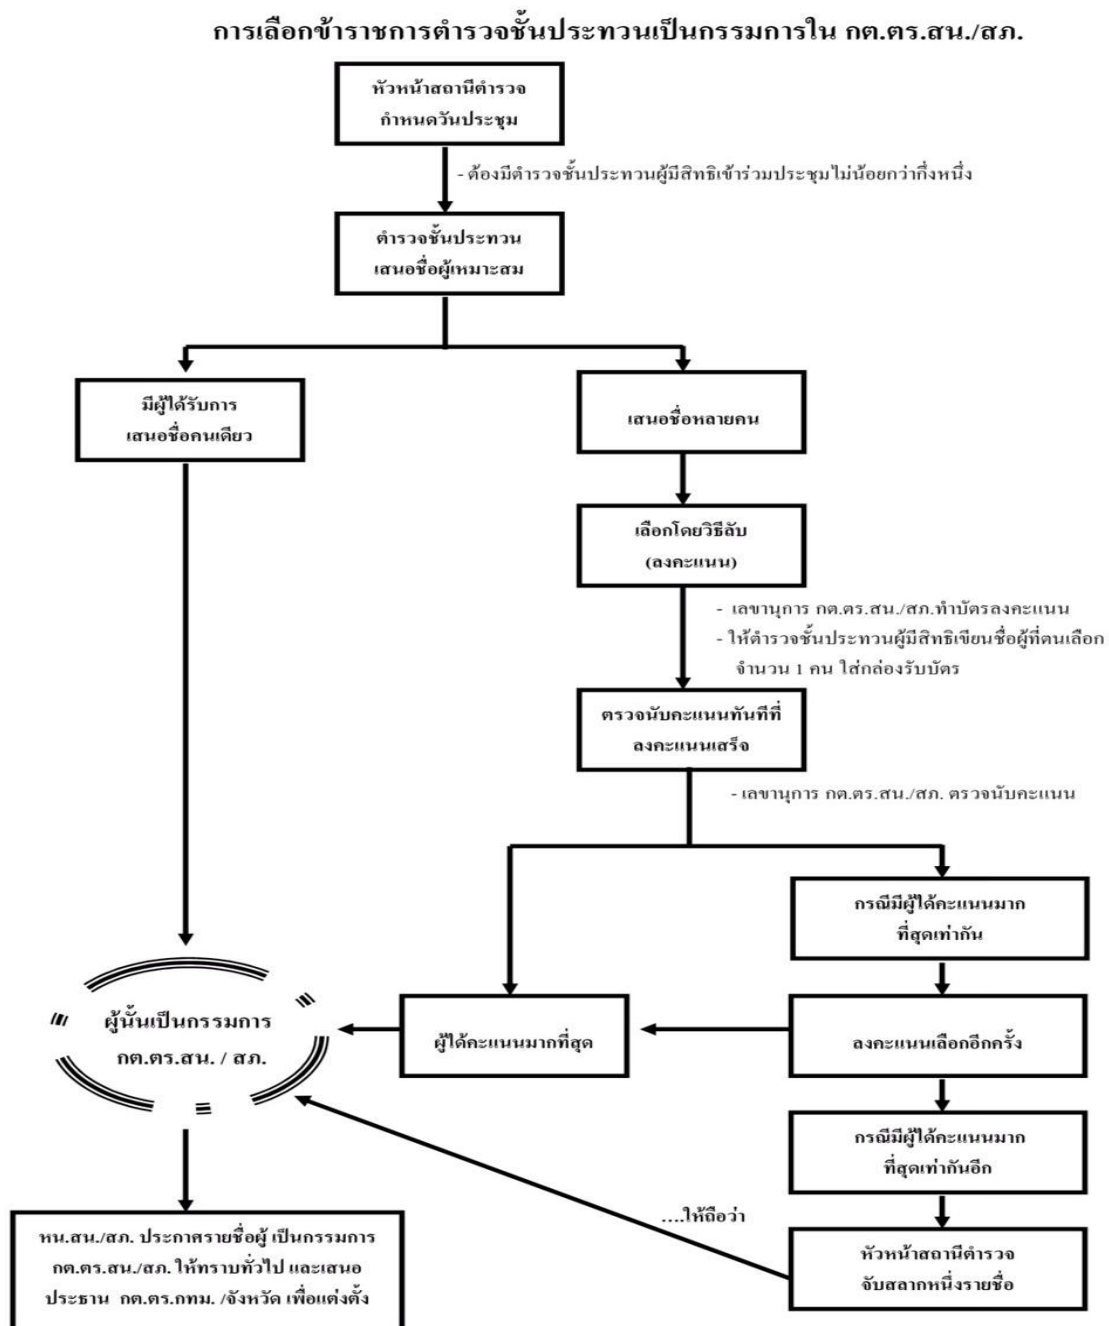 การเลือกข้าราชการตำรวจชั้นประทวนเป็นกรรมการใน กต.ตร.สน./สภ.
หัวหน้าสถานีตำรวจ
กำหนดวันประชุม
- ต้องมีตำรวจชั้นประทวนผู้มีสิทธิเข้าร่วมประชุมไม่น้อยกว่ากึ่งหนึ่ง
ตำรวจชั้นประทวน
เสนอชื่อผู้เหมาะสม
มีผู้ได้รับการ
เสนอชื่อคนเดียว
เสนอชื่อหลายคน
เลือกโดยวิธีลับ
(ลงคะแนน)
- เลขานุการ กต.ตร.สน./สภ.ทำบัตรลงคะแนน
- ให้ตำรวจชั้นประทวนผู้มีสิทธิเขียนชื่อผู้ที่ตนเลือก
จำนวน 1 คน ใส่กล่องรับบัตร
ตรวจนับคะแนนทันทีที่
ลงคะแนนเสร็จ
- เลขานุการ กต.ตร.สน./สภ. ตรวจนับคะแนน
กรณีมีผู้ได้คะแนนมาก
ที่สุดเท่ากัน
ผู้นั้นเป็นกรรมการ
กต.ตร.สน. / สภ.
ผู้ได้คะแนนมากที่สุด
ลงคะแนนเลือกอีกครั้ง
กรณีมีผู้ได้คะแนนมาก
ที่สุดเท่ากันอีก
....ให้ถือว่า
หัวหน้าสถานีตำรวจ
จับสลากหนึ่งรายชื่อ
หน.สน./สภ. ประกาศรายชื่อผู้ เป็นกรรมการ
กต.ตร.สน./สภ. ให้ทราบทั่วไป และเสนอ
ประธาน กต.ตร.กทม. /จังหวัด เพื่อแต่งตั้ง